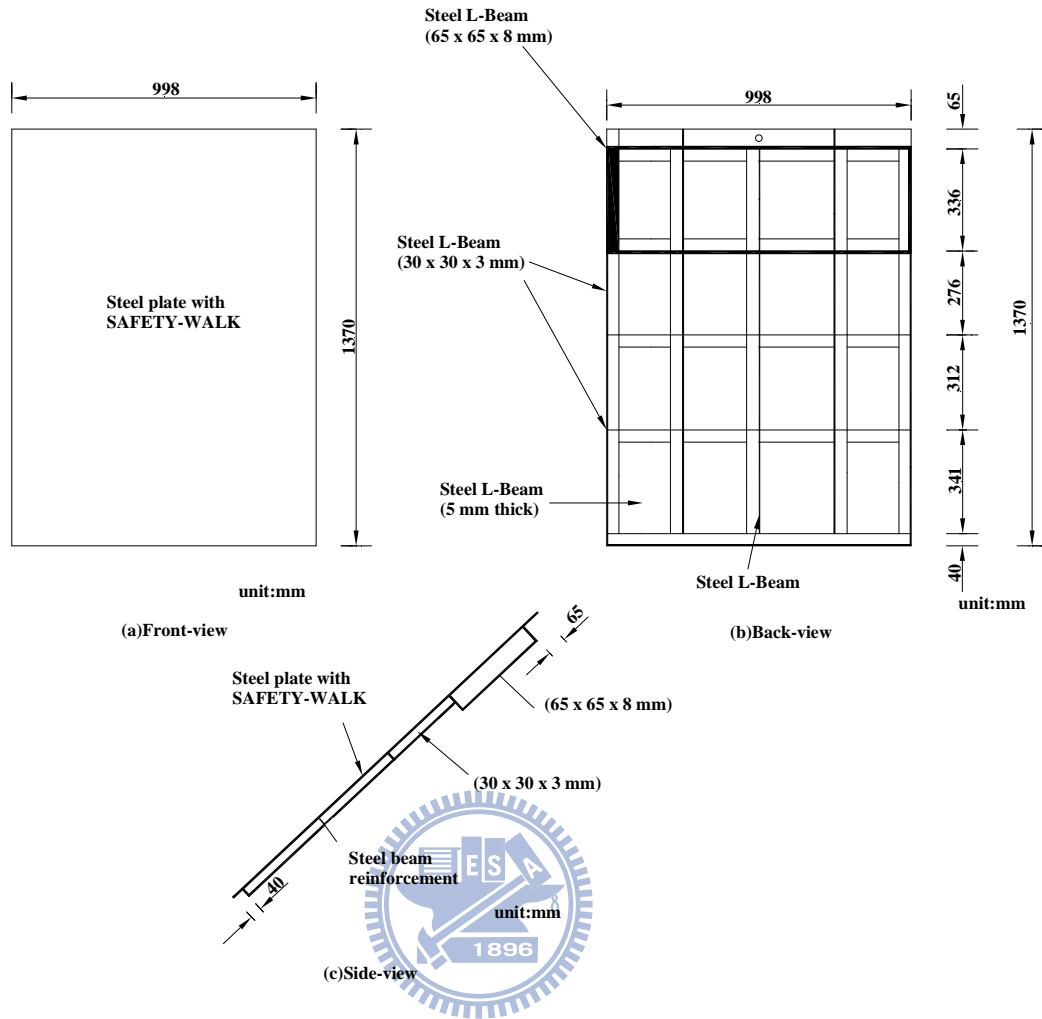 Steel L-Beam
(65 x 65 x 8 mm)
998
998
65
Steel L-Beam
(30 x 30 x 3 mm)
336
276
Steel plate with
SAFETY-WALK
1370
1370
312
Steel L-Beam
(5 mm thick)
341
Steel L-Beam
40
unit:mm
unit:mm
(a)Front-view
(b)Back-view
65
Steel plate with
SAFETY-WALK
(65 x 65 x 8 mm)
(30 x 30 x 3 mm)
Steel beam
reinforcement
40
E S A
unit:mm
1896
(c)Side-view